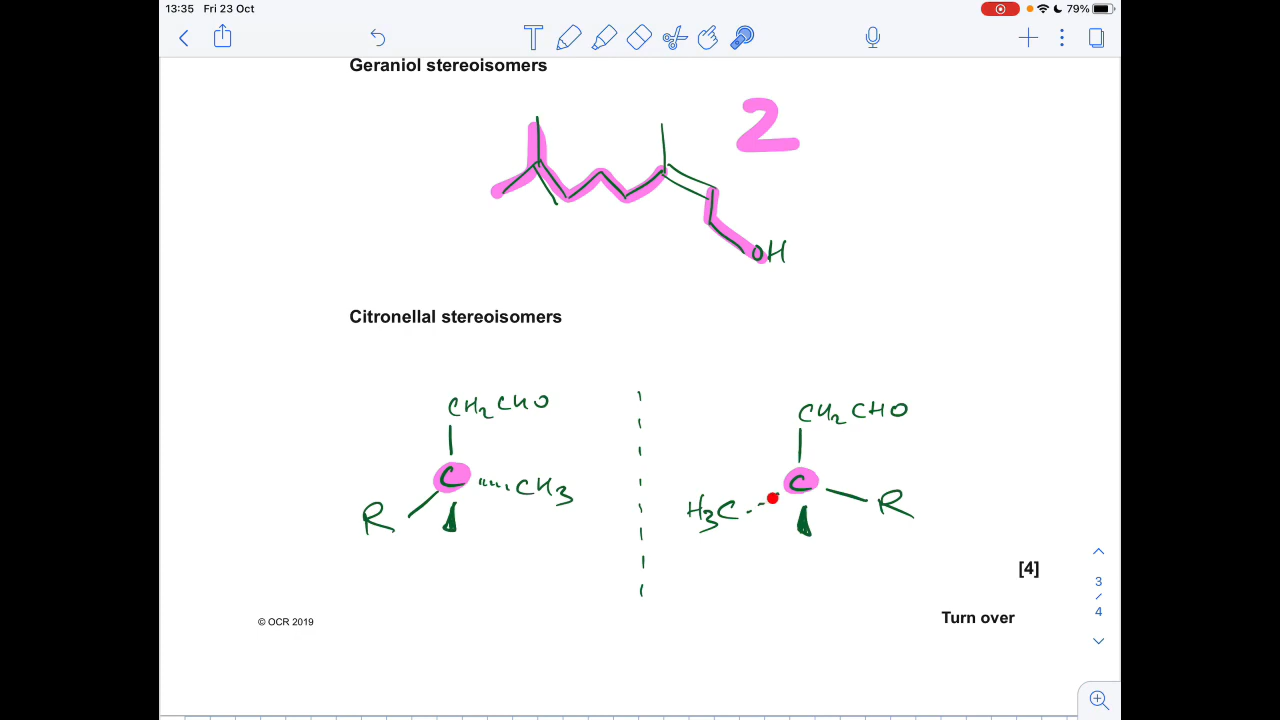 13:35 Fri 23 Oct 79%
T
Geraniol stereoisomers
2
OH
Citronellal stereoisomers
CH2CHO CH2CHO
C C
R CH3 H3C R
[4]
3
/
4
© OCR 2019
Turn over